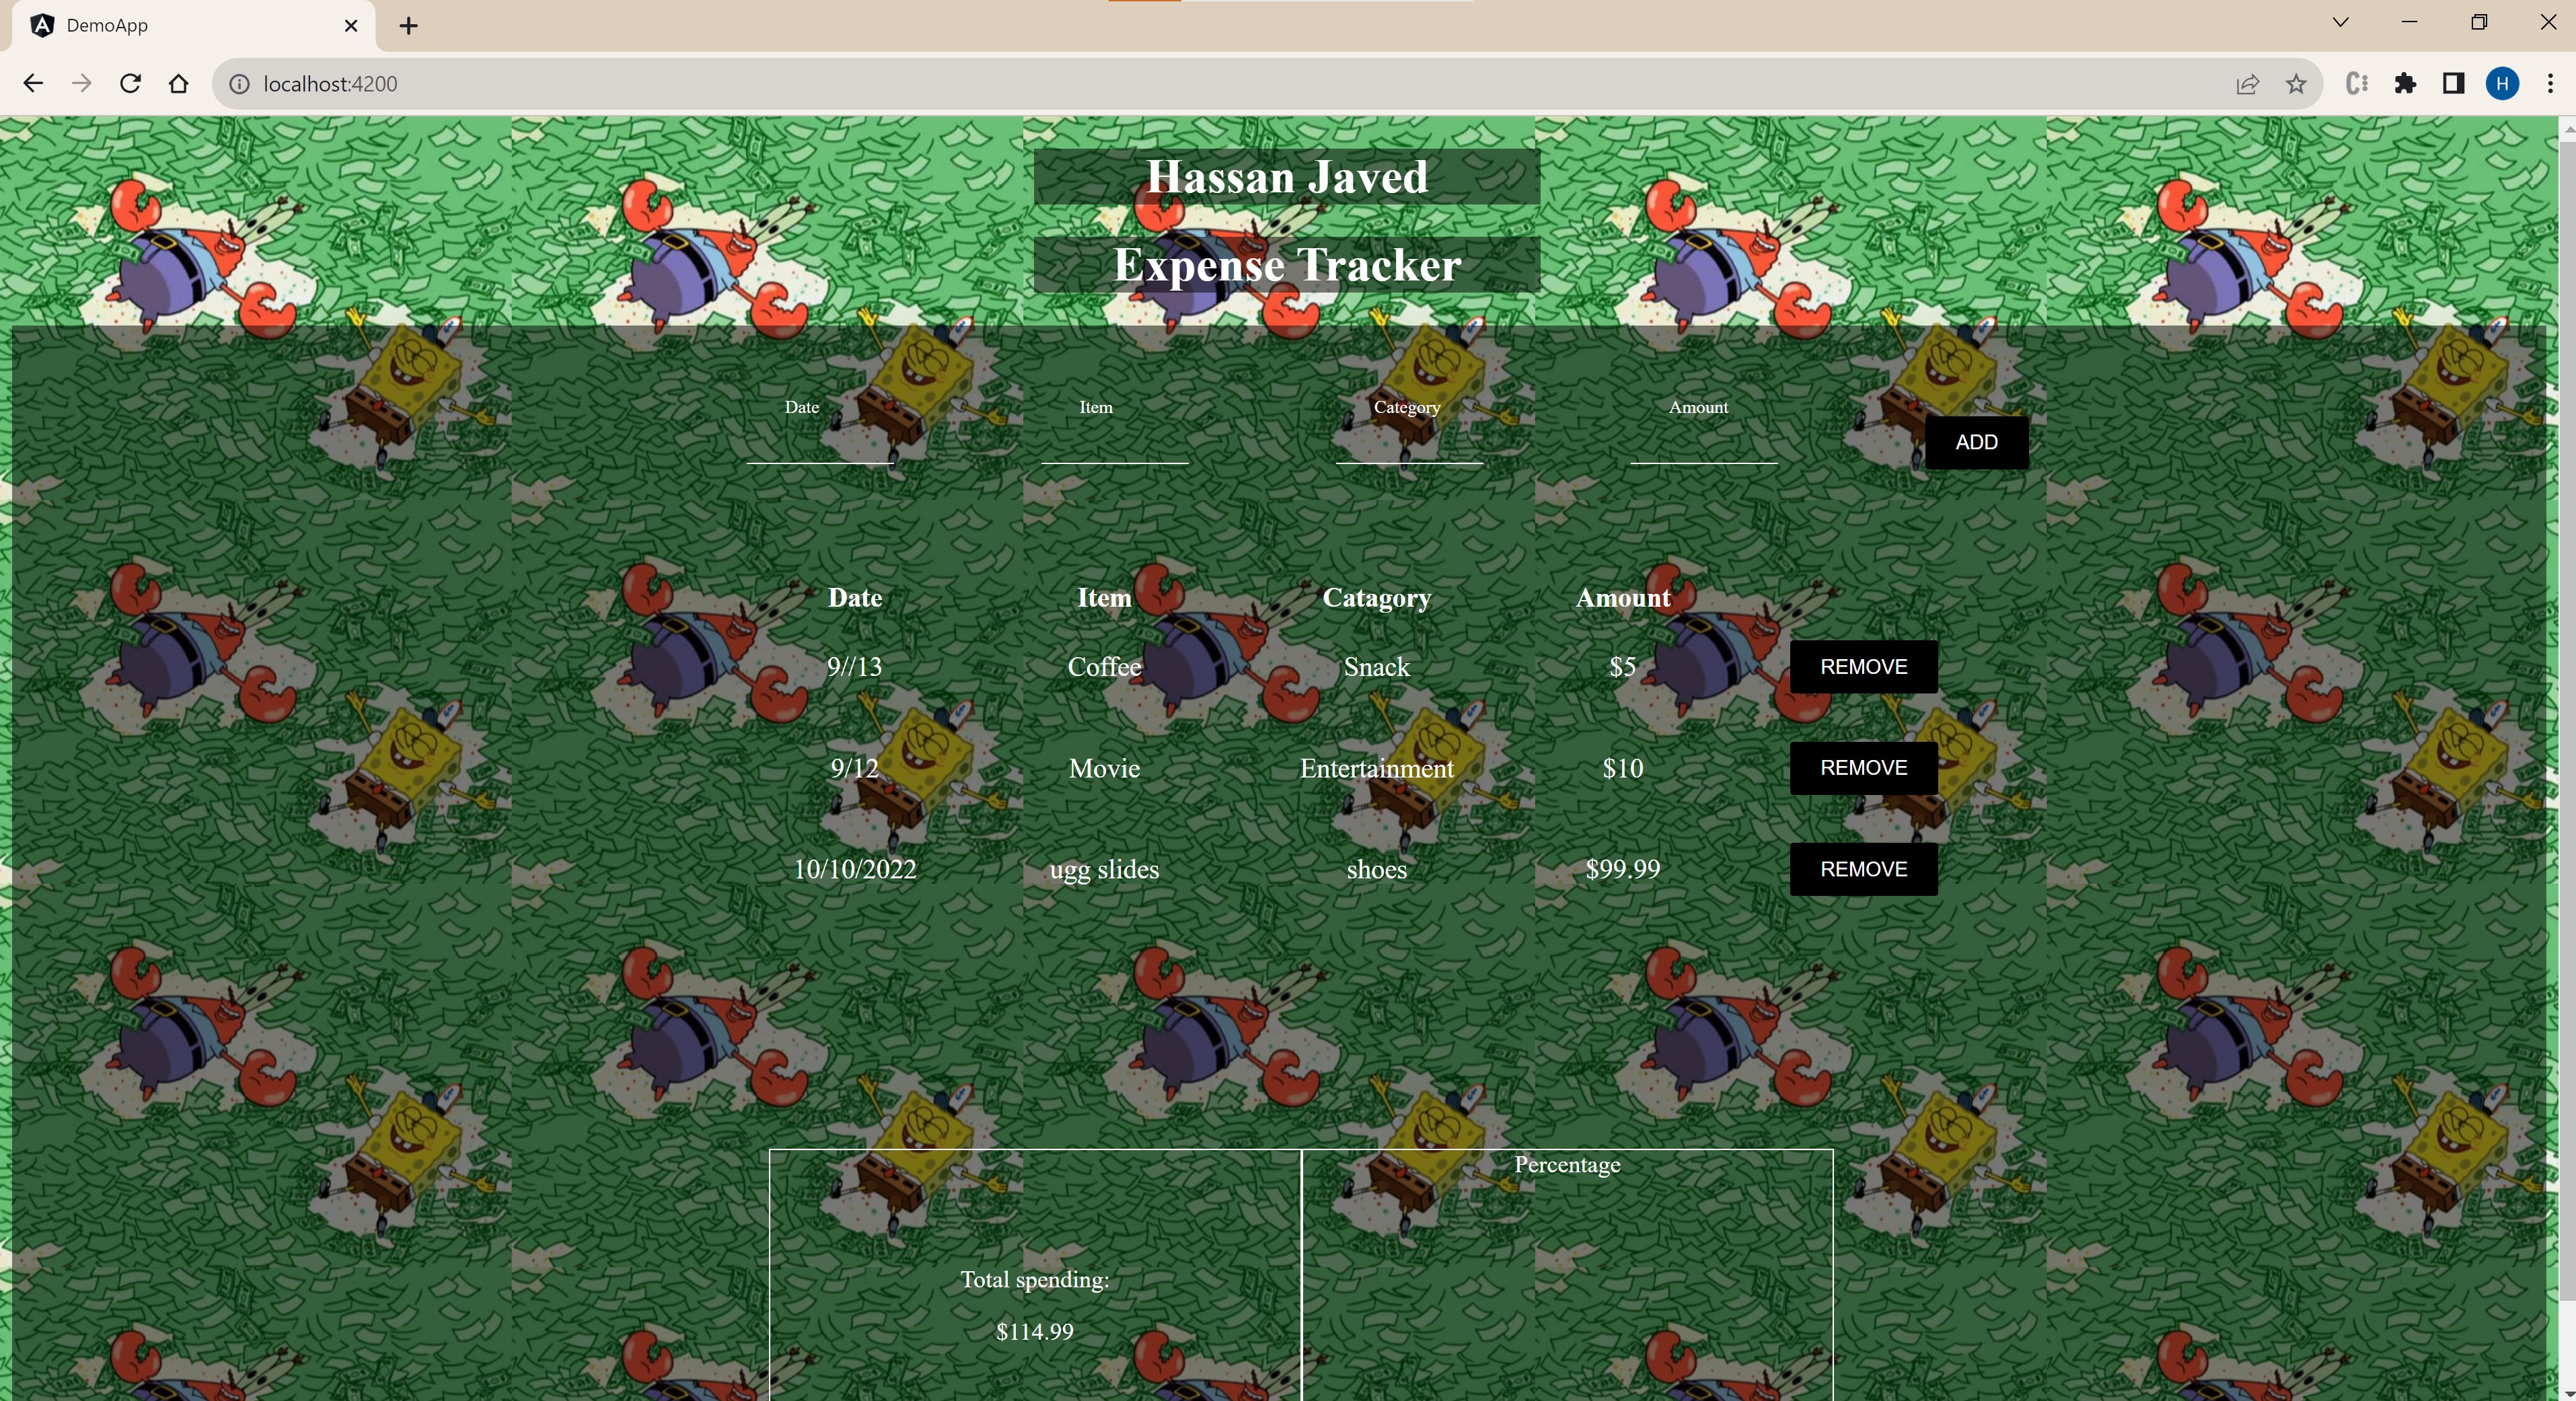 DemoApp
localhost:4200
H
Hassan Javed
Expense Tracker
Date Item Category Amount
ADD
Date Item Catagory Amount
9//13 Coffee Snack $5 REMOVE
9/12 Movie Entertainment $10 REMOVE
10/10/2022 ugg slides shoes $99.99 REMOVE
Percentage
Total spending:
$114.99